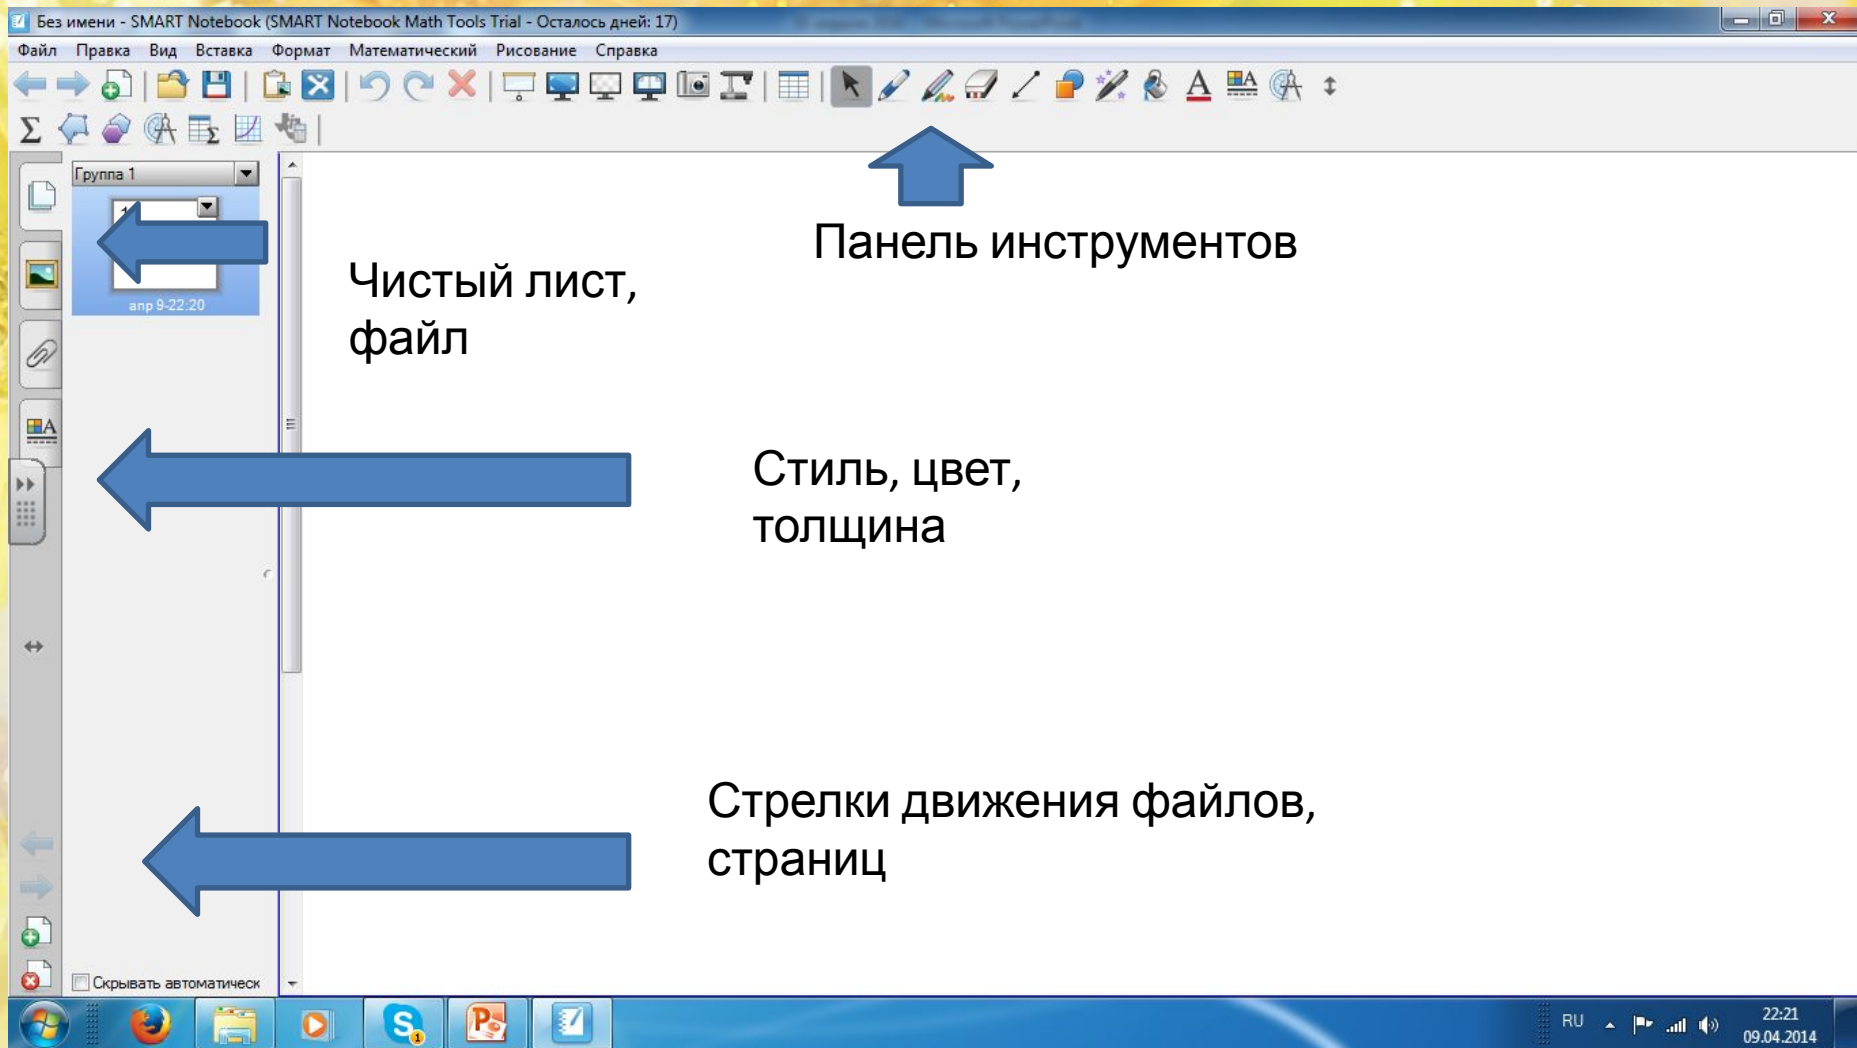 Без имени - SMART Notebook (SMART Notebook Math Tools Trial - Осталось дней: 17)
Файл Правка Вид Вставка Формат Математический Рисование Справка
Группа 1
1
апр 9-22:20
Панель инструментов
Чистый лист,
файл
Стиль, цвет,
толщина
Стрелки движения файлов,
страниц
Скрывать автоматическ
RU
22:21
09.04.2014